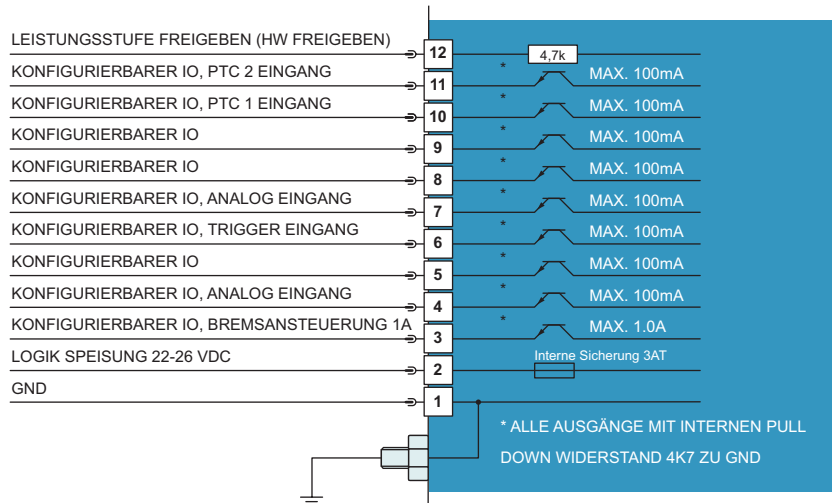 LEISTUNGSSTUFE FREIGEBEN (HW FREIGEBEN) 12 4,7k
KONFIGURIERBARER IO, PTC 2 EINGANG 11 * MAX. 100mA
KONFIGURIERBARER IO, PTC 1 EINGANG 10 * MAX. 100mA
KONFIGURIERBARER IO 9 * MAX. 100mA
KONFIGURIERBARER IO 8 * MAX. 100mA
KONFIGURIERBARER IO, ANALOG EINGANG 7 * MAX. 100mA
KONFIGURIERBARER IO, TRIGGER EINGANG 6 * MAX. 100mA
KONFIGURIERBARER IO 5 * MAX. 100mA
KONFIGURIERBARER IO, ANALOG EINGANG 4 * MAX. 100mA
KONFIGURIERBARER IO, BREMSANSTEUERUNG 1A 3 * MAX. 1.0A
LOGIK SPEISUNG 22-26 VDC 2 Interne Sicherung 3AT
GND 1
* ALLE AUSGÄNGE MIT INTERNEN PULL
DOWN WIDERSTAND 4K7 ZU GND